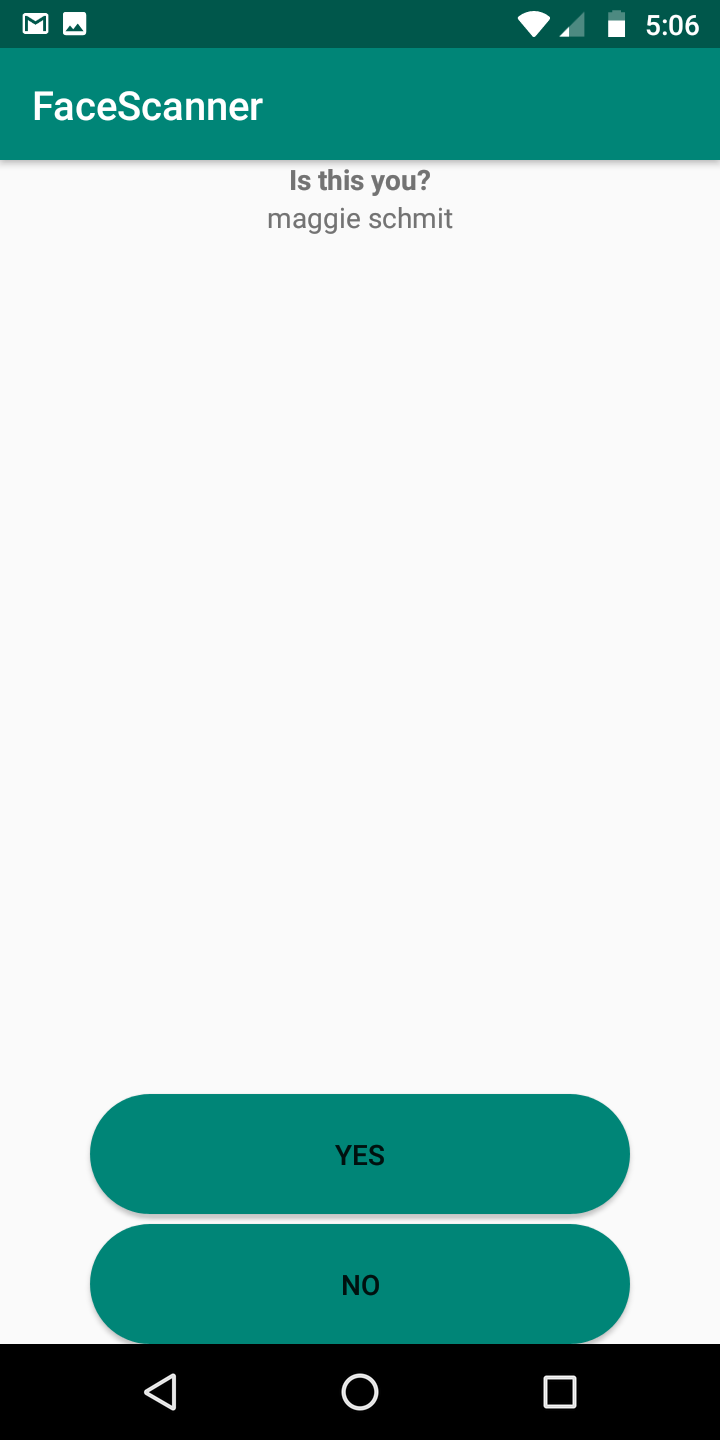 5:06
FaceScanner
Is this you?
maggie schmit
YES
NO